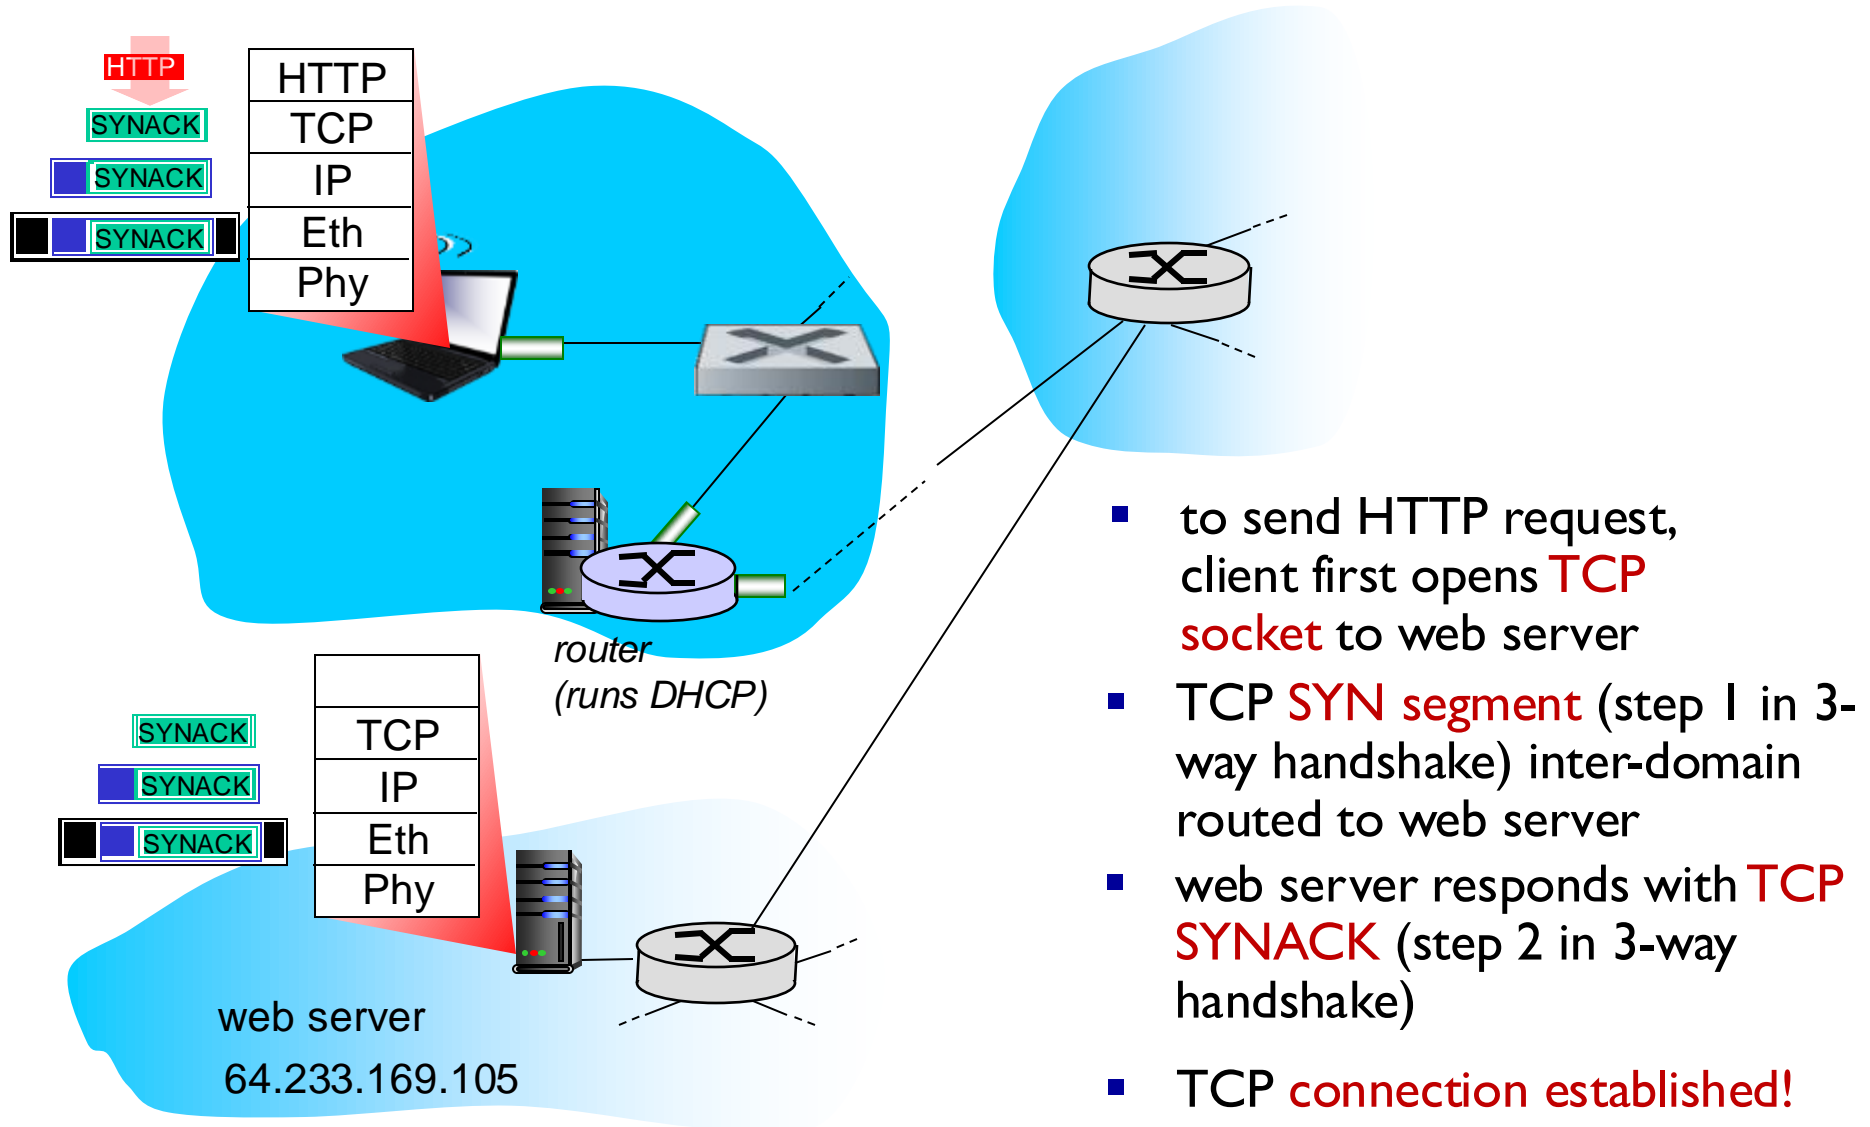 HTTP
SYNACK
SYNACK
SYNACK
HTTP
TCP
IP
Eth
Phy
router
(runs DHCP)
SYNACK
SYNACK
SYNACK
TCP
IP
Eth
Phy
web server
64.233.169.105
to send HTTP request,
client first opens TCP
socket to web server
TCP SYN segment (step 1 in 3-
way handshake) inter-domain
routed to web server
web server responds with TCP
SYNACK (step 2 in 3-way
handshake)
TCP connection established!